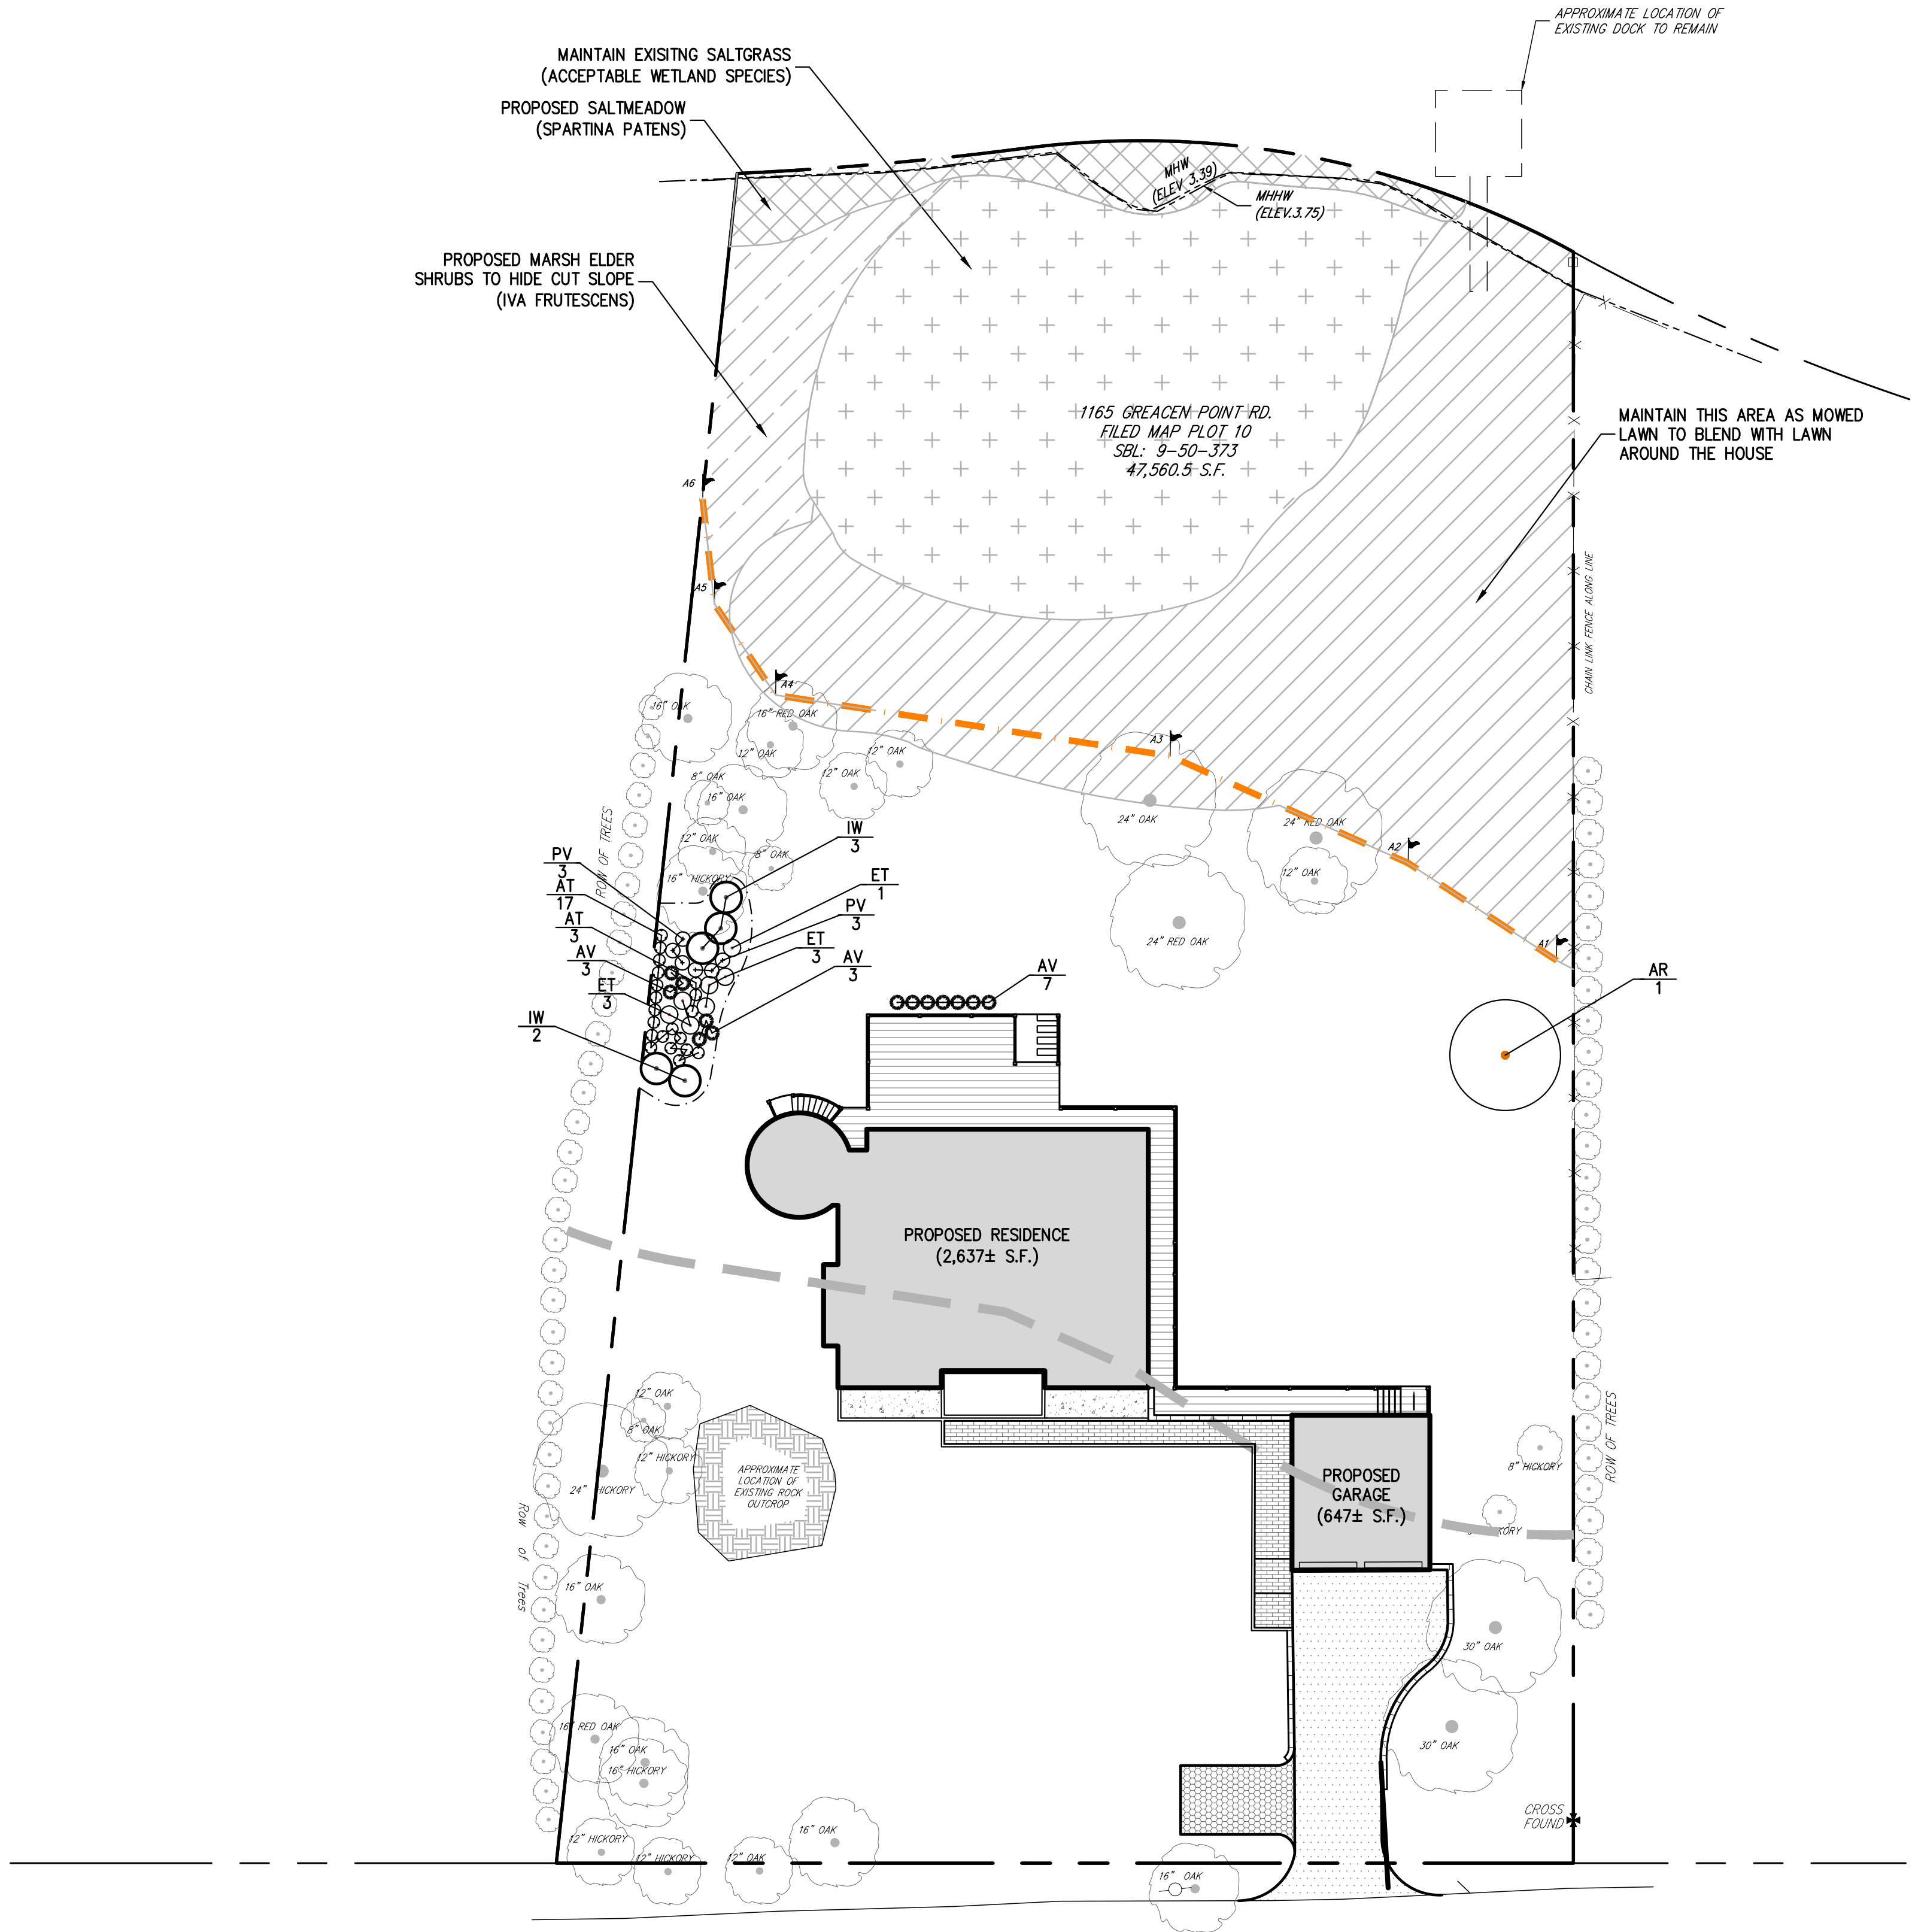 APPROXIMATE LOCATION OF
EXISTING DOCK TO REMAIN
MAINTAIN EXISITNG SALTGRASS
(ACCEPTABLE WETLAND SPECIES)
PROPOSED SALTMEADOW
(SPARTINA PATENS)
MHW
(ELEV 3.39)
MHHW
(ELEV.3.75)
PROPOSED MARSH ELDER
SHRUBS TO HIDE CUT SLOPE
(IVA FRUTESCENS)
1165 GREACEN POINT RD.
FILED MAP PLOT 10
SBL: 9-50-373
47,560.5 S.F.
MAINTAIN THIS AREA AS MOWED
LAWN TO BLEND WITH LAWN
AROUND THE HOUSE
A6
A5
CHAIN LINK FENCE ALONG LINE
A4
16" OAK
16" RED OAK
12" OAK
12" OAK
12" OAK
A3
8" OAK
16" OAK
24" OAK
24" RED OAK
A2
12" OAK
8" OAK
16" HICKORY
12" OAK
ROW OF TREES
IW
3
PV
3
AT
17
AT
3
AV
3
ET
3
IW
2
ET
1
PV
3
ET
3
AV
3
24" RED OAK
A1
AV
7
AR
1
PROPOSED RESIDENCE
(2,637± S.F.)
12" OAK
8" OAK
12" HICKORY
24" HICKORY
APPROXIMATE
LOCATION OF
EXISTING ROCK
OUTCROP
PROPOSED
GARAGE
(647± S.F.)
8" HICKORY
ROW OF TREES
Row of Trees
16" OAK
30" OAK
16" RED OAK
16" OAK
16" HICKORY
30" OAK
CROSS
FOUND
12" HICKORY
12" HICKORY
12" OAK
16" OAK
16" OAK